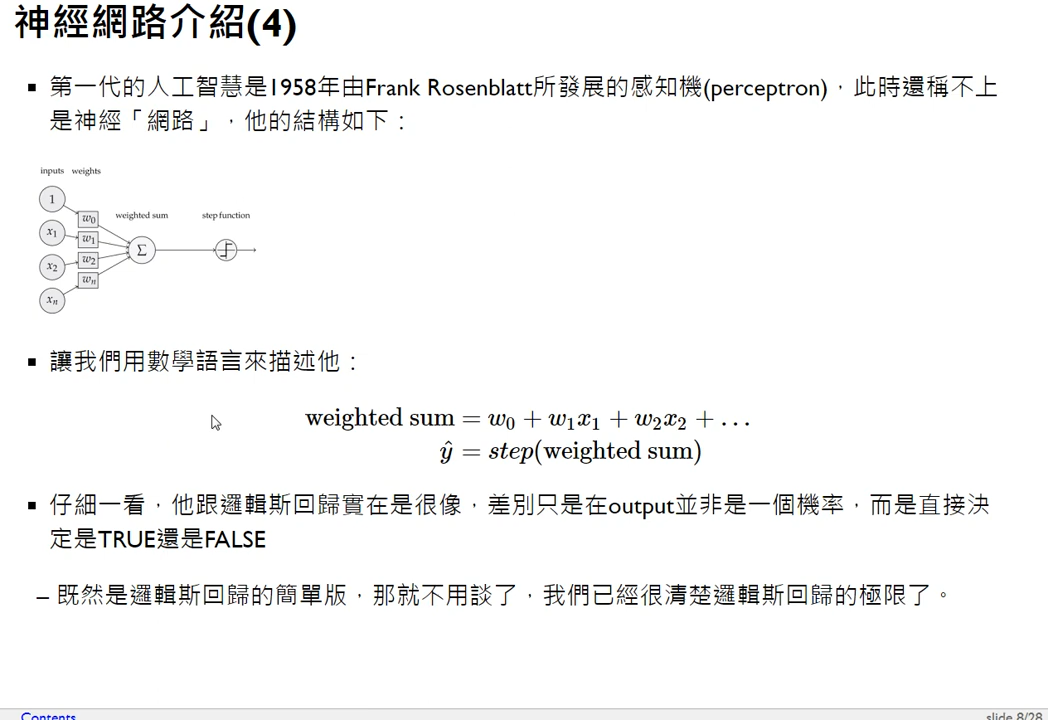 神經網路介紹(4)
▪ 第一代的人工智慧是1958年由Frank Rosenblatt所發展的感知機(perceptron)，此時還稱不上
是神經「網路」，他的結構如下：
inputs weights
1
w0
weighted sum
step function
x1
w1
Σ
x2
w2
wn
xn
▪ 讓我們用數學語言來描述他：
weighted sum = w₀ + w₁x₁ + w₂x₂ + …
ŷ = step(weighted sum)
▪ 仔細一看，他跟邏輯斯回歸實在是很像，差別只是在output並非是一個機率，而是直接決
定是TRUE還是FALSE
– 既然是邏輯斯回歸的簡單版，那就不用談了，我們已經很清楚邏輯斯回歸的極限了。
Contents
slide 8/28